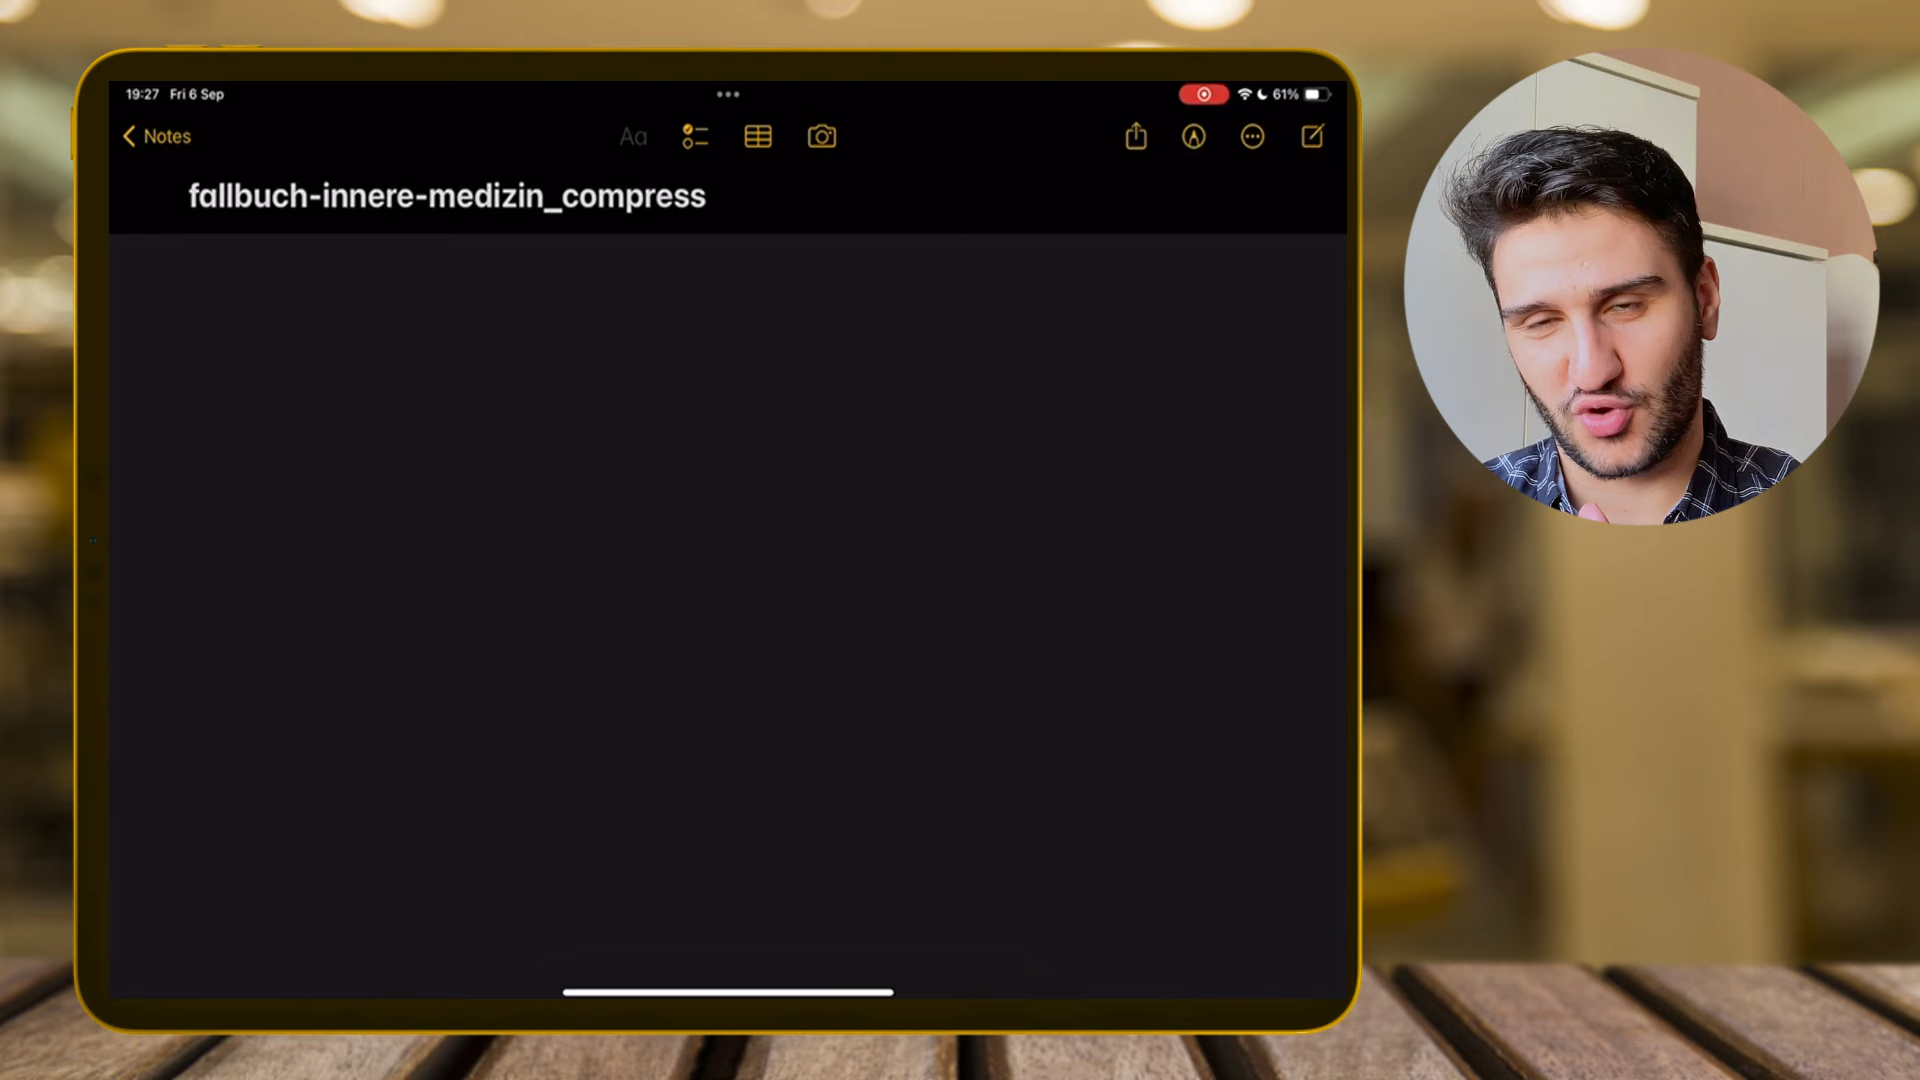 19:27 Fri 6 Sep
61%
Notes
Aa
fallbuch-innere-medizin_compress